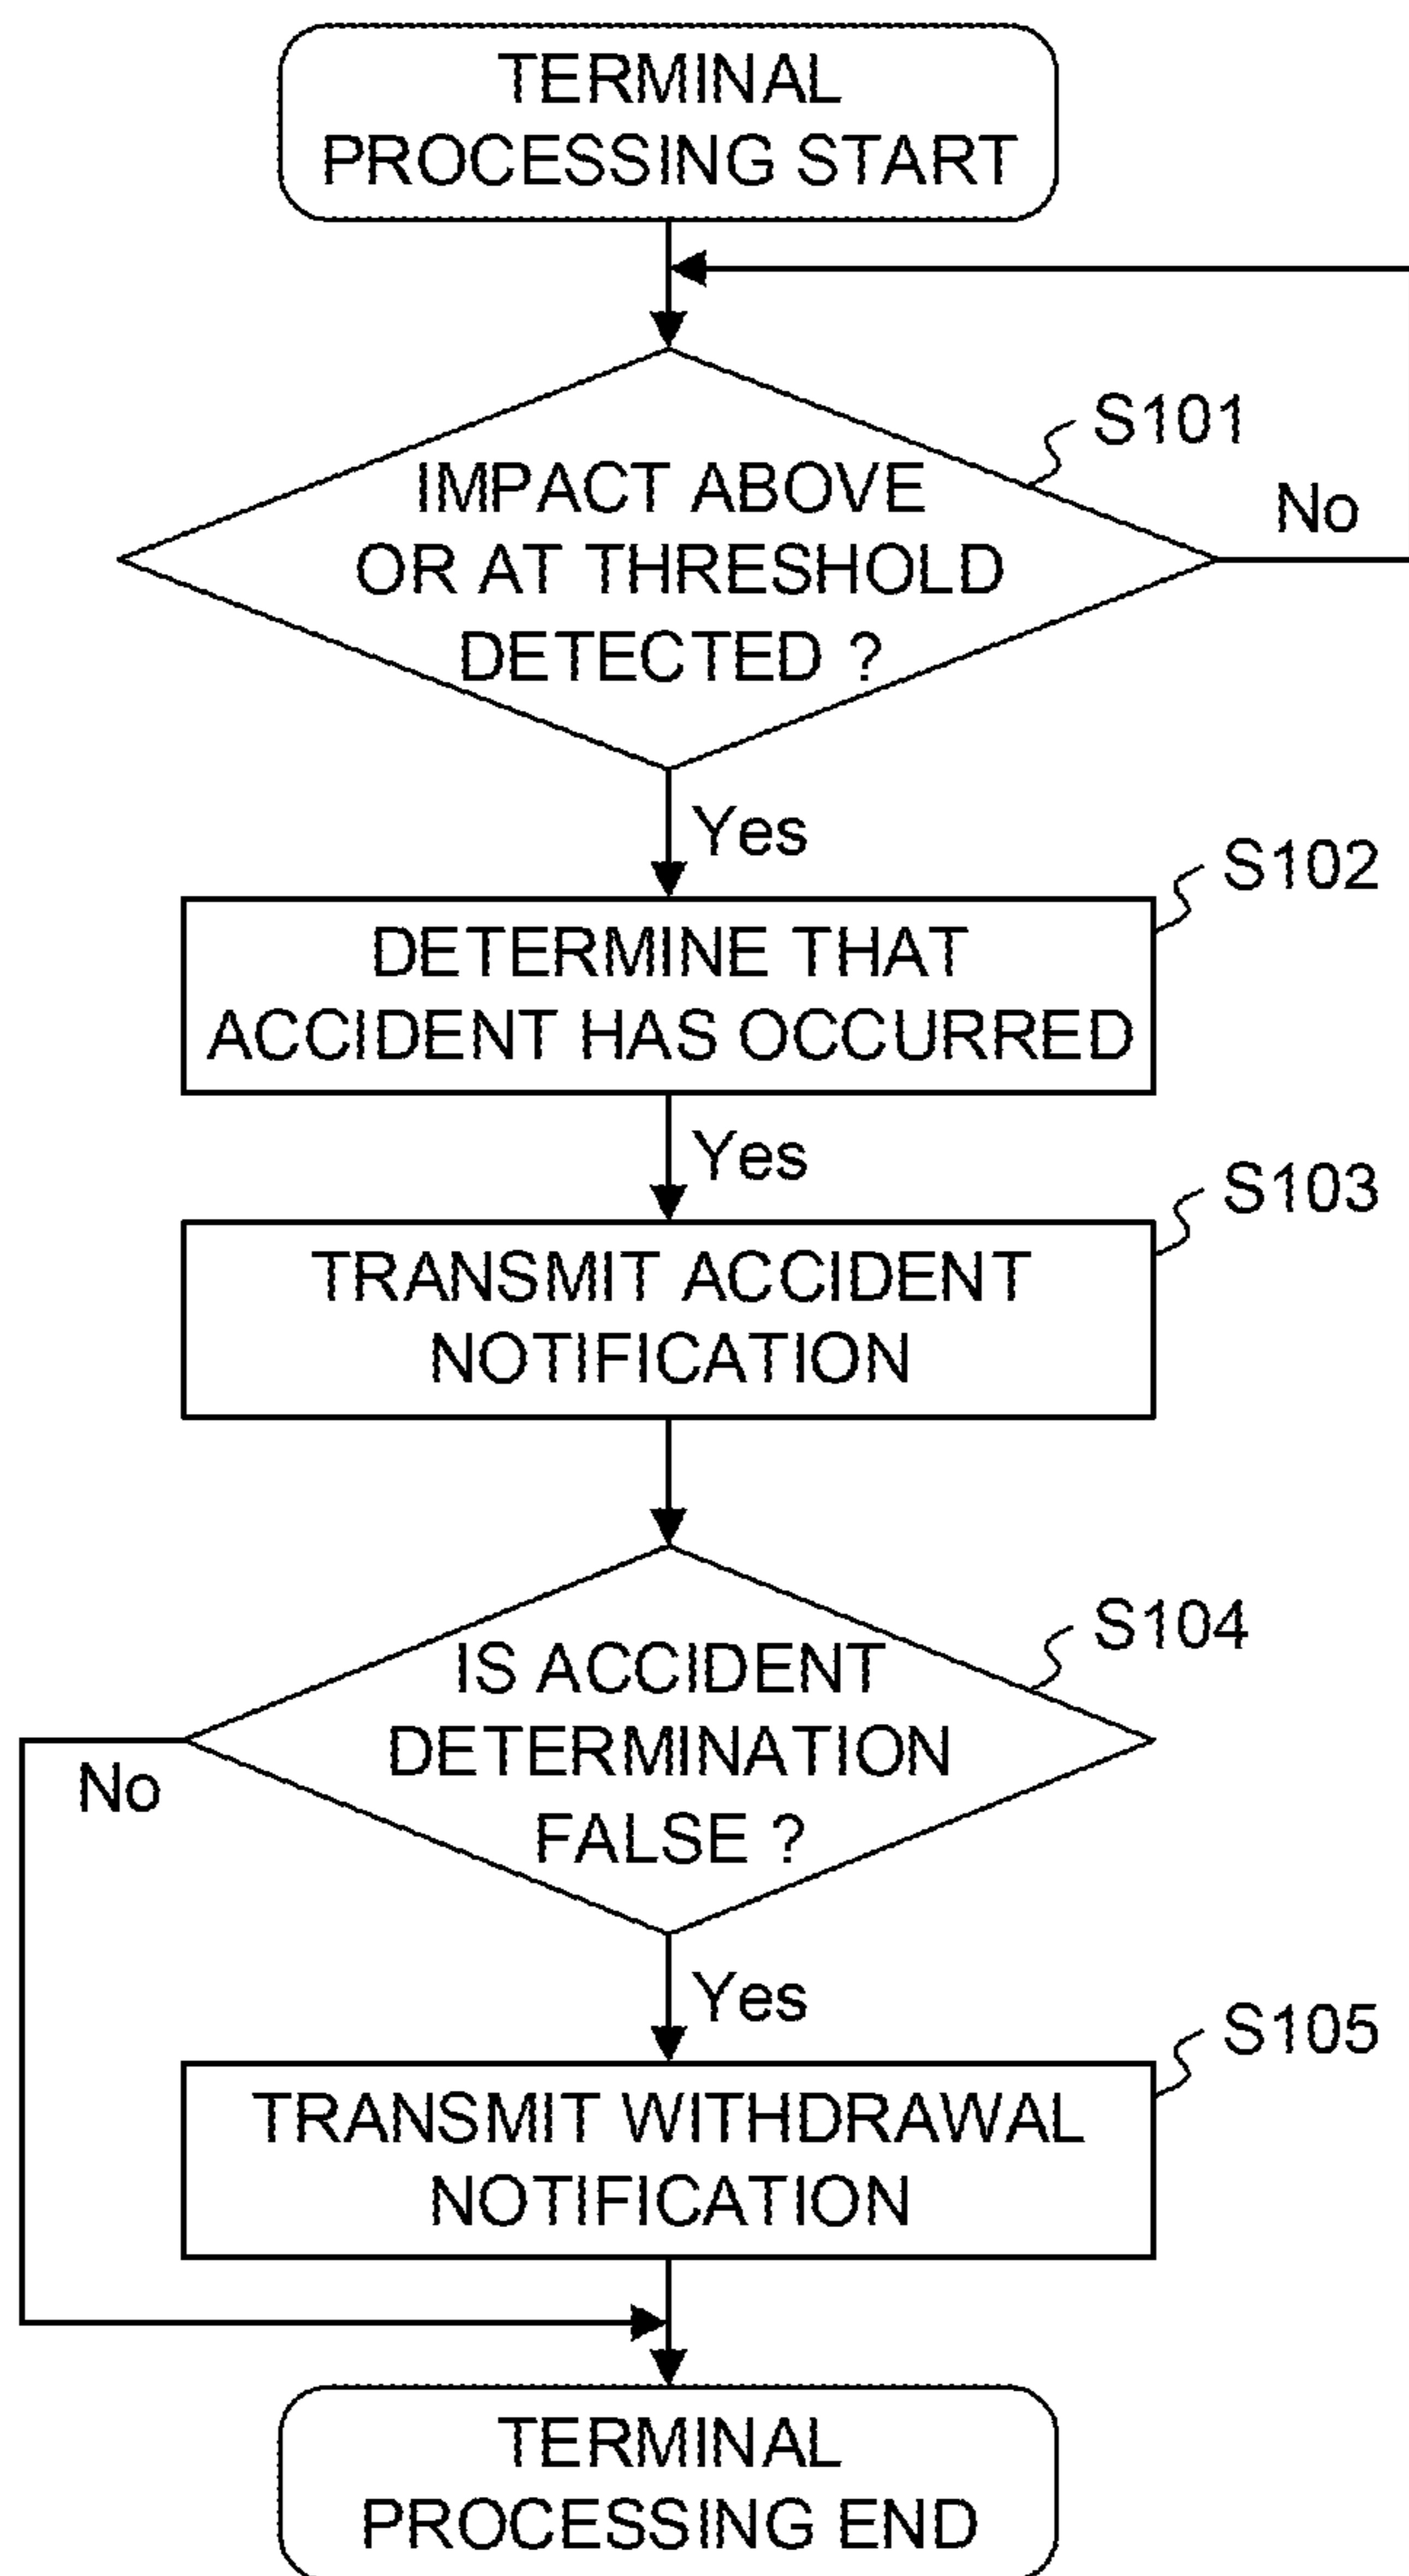 TERMINAL
PROCESSING START
S101
IMPACT ABOVE
OR AT THRESHOLD
DETECTED ?
No
Yes
S102
DETERMINE THAT
ACCIDENT HAS OCCURRED
Yes
S103
TRANSMIT ACCIDENT
NOTIFICATION
S104
IS ACCIDENT
DETERMINATION
FALSE ?
No
Yes
S105
TRANSMIT WITHDRAWAL
NOTIFICATION
TERMINAL
PROCESSING END